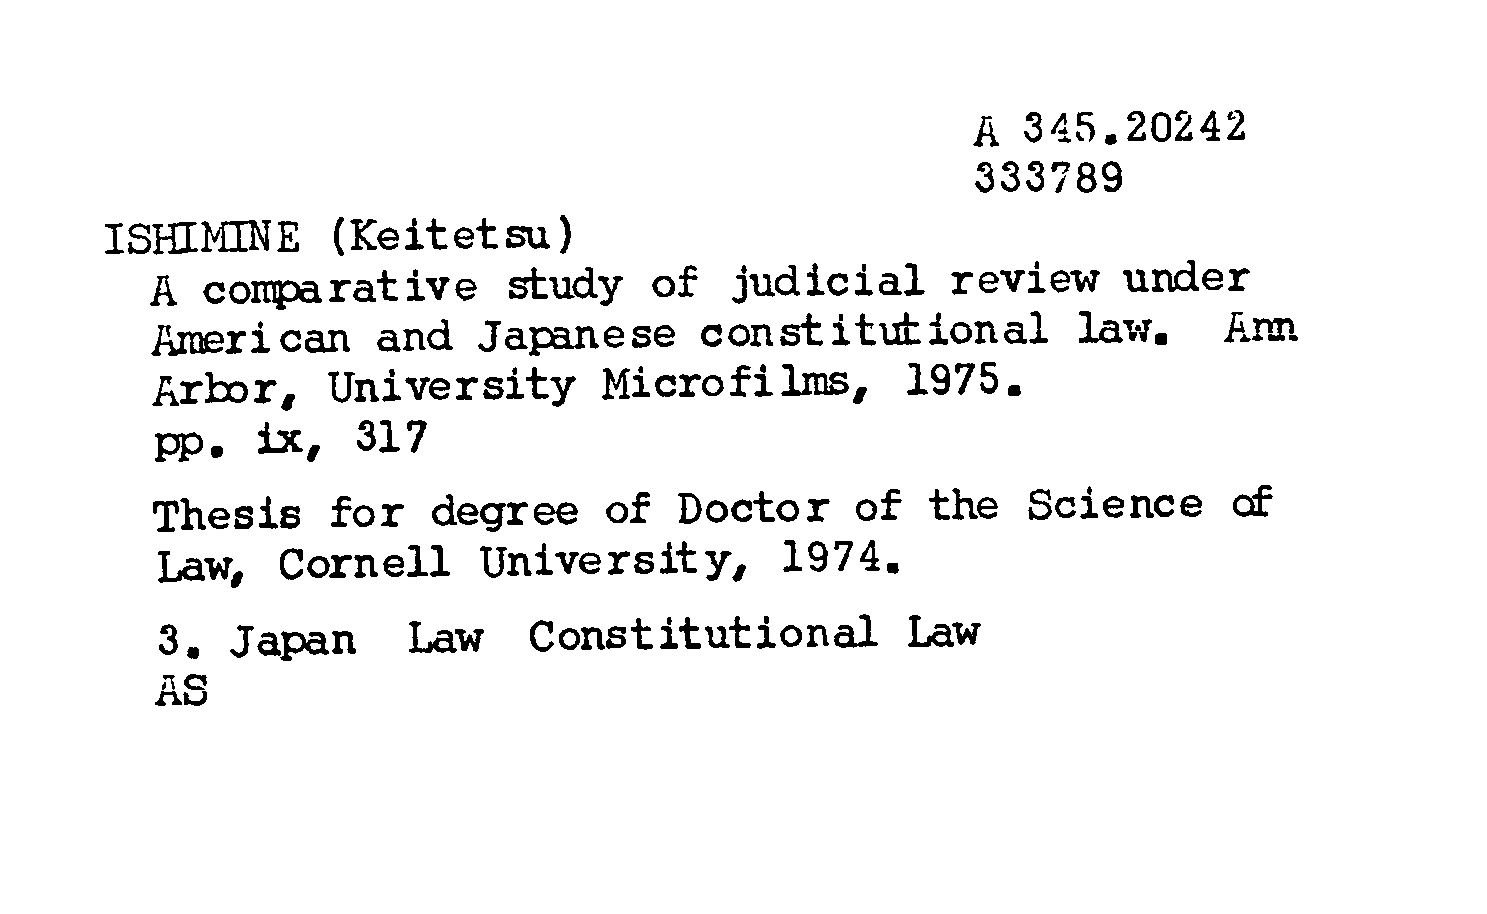 A 345.20242
333789
ISHIMINE (Keitetsu)
A comparative study of judicial review under
American and Japanese constitutional law. Ann
Arbor, University Microfilms, 1975.
pp. ix, 317
Thesis for degree of Doctor of the Science of
Law, Cornell University, 1974.
3. Japan Law Constitutional Law
AS